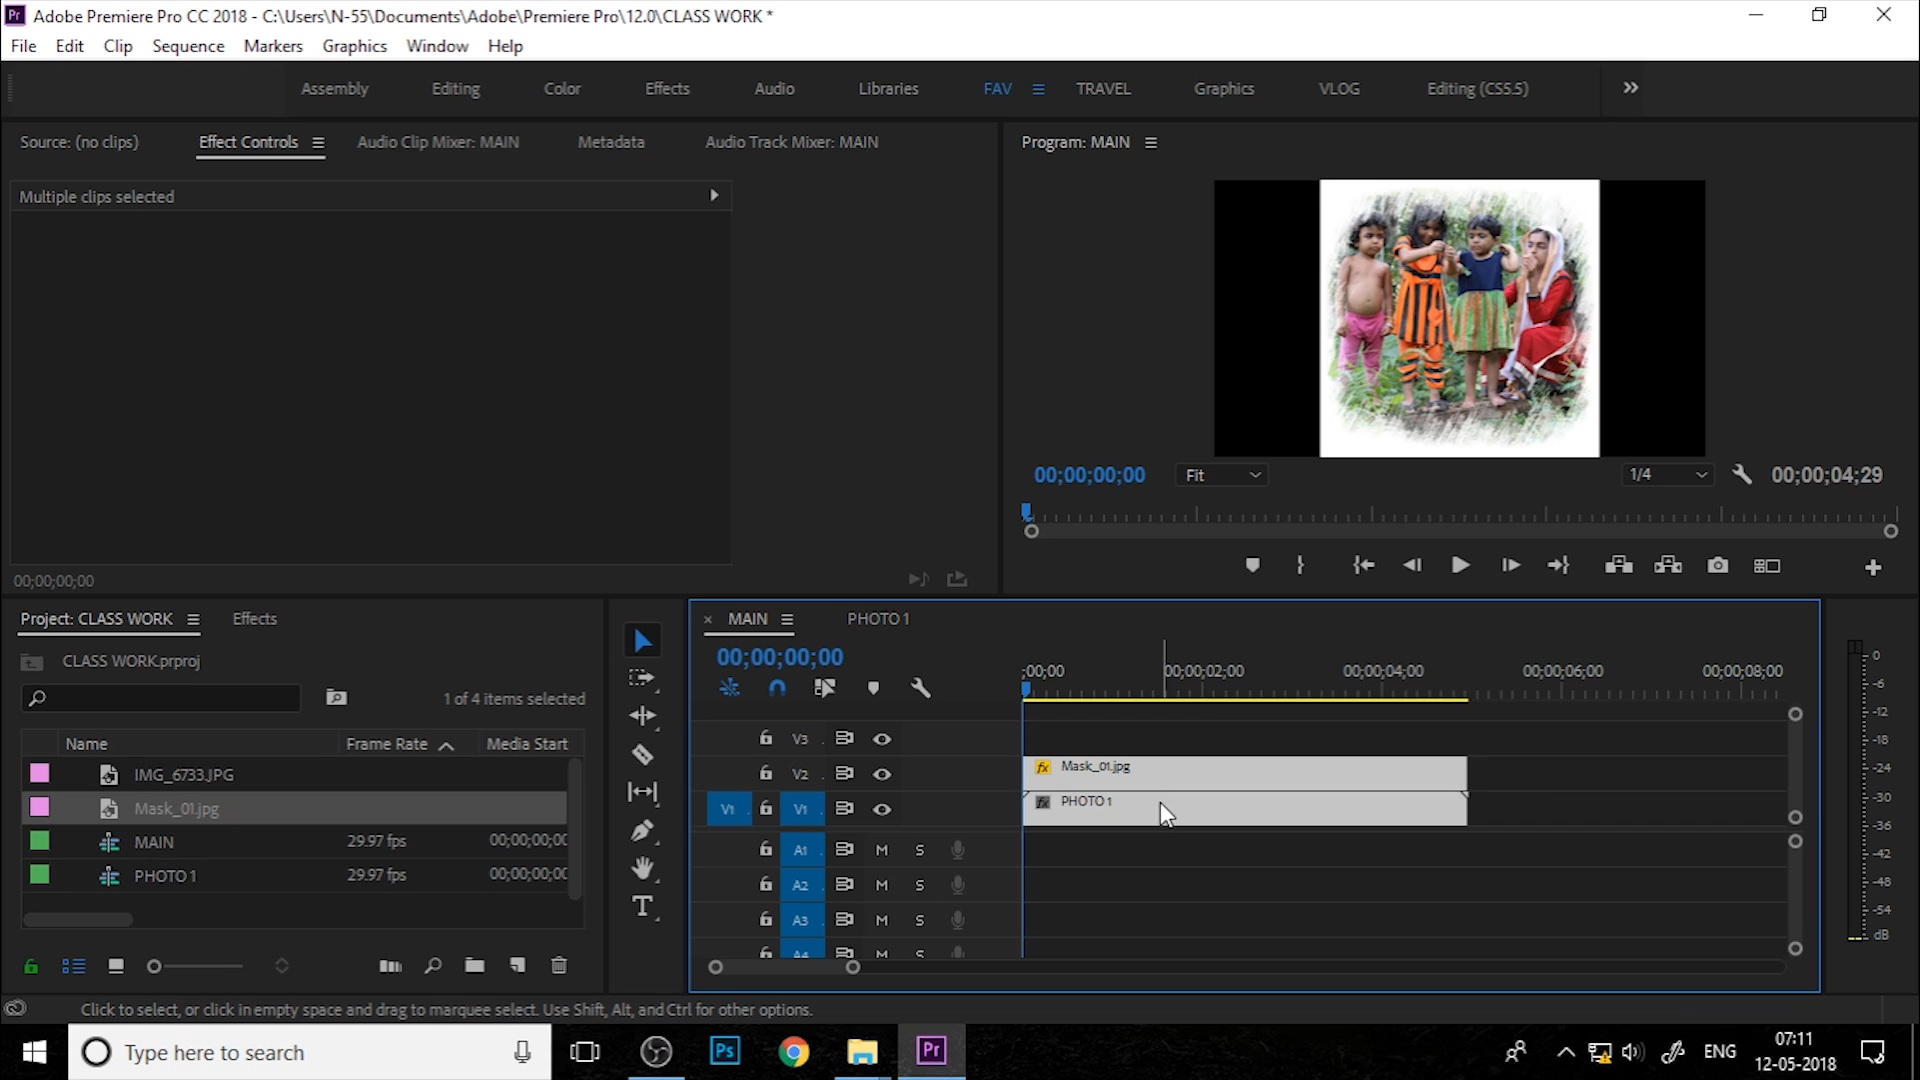 Pr Adobe Premiere Pro CC 2018 - C:\Users\N-55\Documents\Adobe\Premiere Pro\12.0\CLASS WORK *
File Edit Clip Sequence Markers Graphics Window Help
Assembly Editing Color Effects Audio Libraries FAV TRAVEL Graphics VLOG Editing (CS5.5)
Source: (no clips) Effect Controls Audio Clip Mixer: MAIN Metadata Audio Track Mixer: MAIN
Program: MAIN
Multiple clips selected
00;00;00;00 Fit 1/4 00;00;04;29
00;00;00;00
Project: CLASS WORK Effects
CLASS WORK.prproj
1 of 4 items selected
Name Frame Rate Media Start
IMG_6733.JPG
Mask_01.jpg
MAIN 29.97 fps 00;00;00;0
PHOTO 1 29.97 fps 00;00;00;0
× MAIN PHOTO 1
00;00;00;00
;00;00 00;00;02;00 00;00;04;00 00;00;06;00 00;00;08;00
V3
V2 fx Mask_01.jpg
V1 V1 fx PHOTO 1
A1 M S
A2 M S
A3 M S
A4 M S
0
-6
-12
-18
-24
-30
-36
-42
-48
-54
dB
Click to select, or click in empty space and drag to marquee select. Use Shift, Alt, and Ctrl for other options.
Type here to search Ps Pr ENG 07:11
12-05-2018